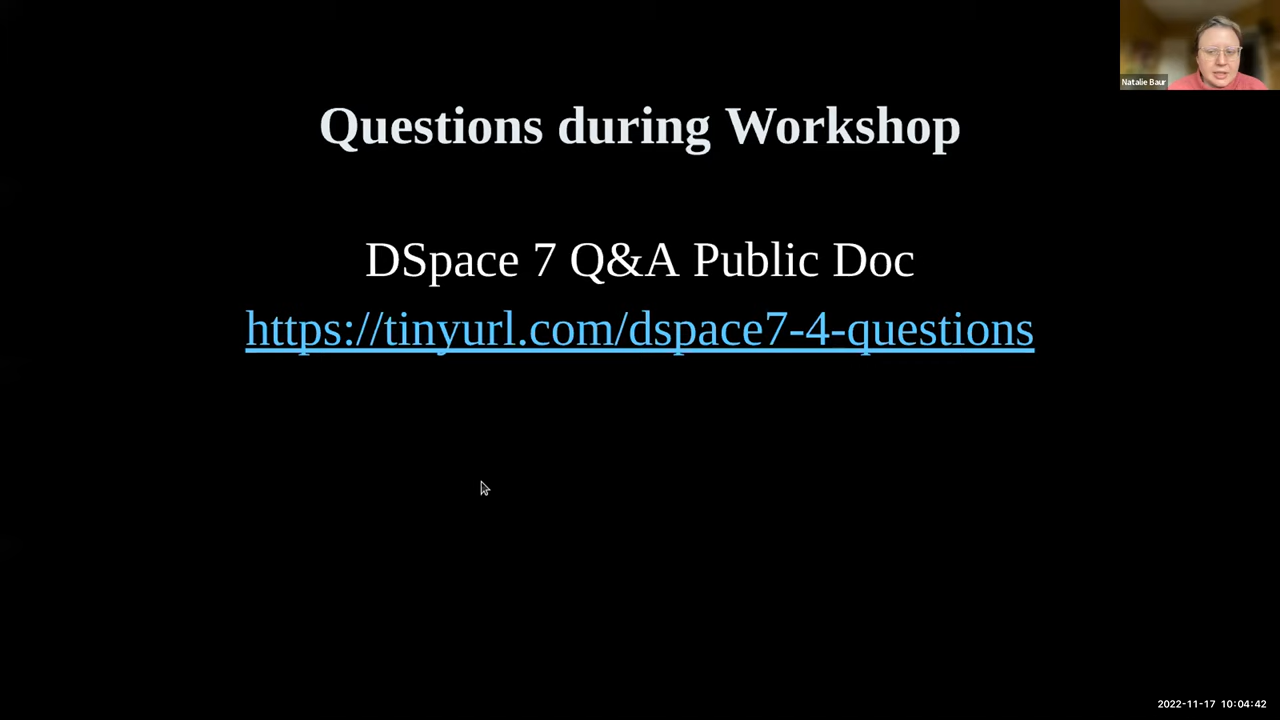 Natalie Baur
Questions during Workshop
DSpace 7 Q&A Public Doc
https://tinyurl.com/dspace7-4-questions
2022-11-17 10:04:42